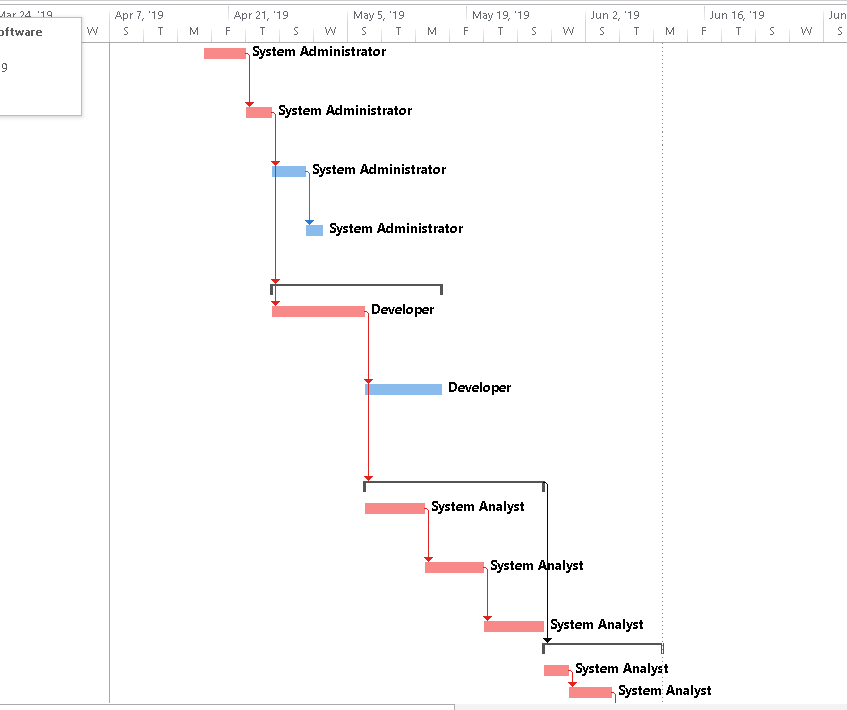 Mar 24, '19 Apr 7, '19 Apr 21, '19 May 5, '19 May 19, '19 Jun 2, '19 Jun 16, '19 Jun
W S T M F T S W S T M F T S W S T M F T S W S
oftware
9
System Administrator
System Administrator
System Administrator
System Administrator
Developer
Developer
System Analyst
System Analyst
System Analyst
System Analyst
System Analyst